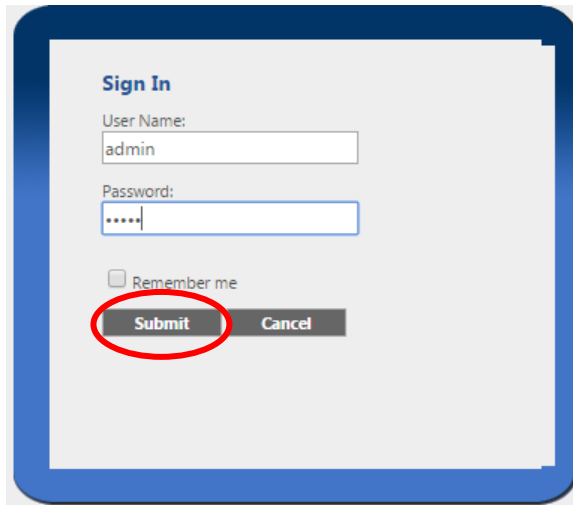 Sign In
User Name:
admin
Password:
•••••
Remember me
Submit Cancel